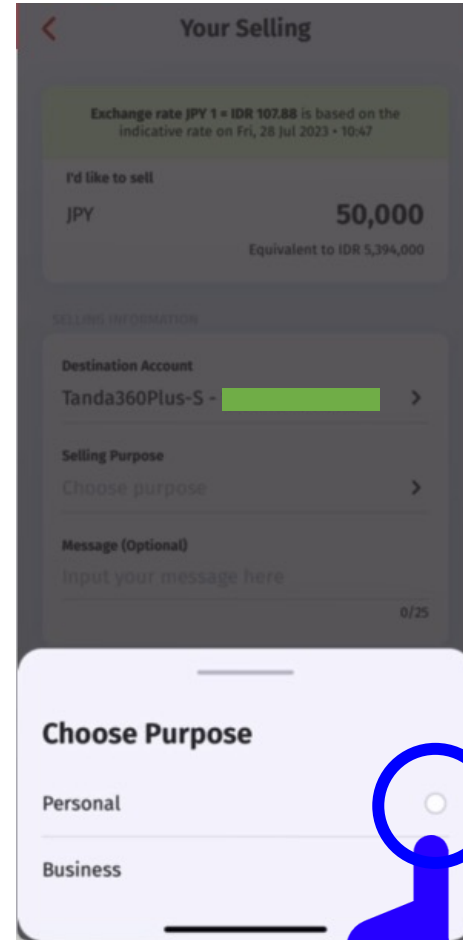 Your Selling
Exchange rate JPY 1 = IDR 107.88 is based on the
indicative rate on Fri, 28 Jul 2023 • 10:47
I'd like to sell
JPY 50,000
Equivalent to IDR 5,394,000
SELLING INFORMATION
Destination Account
Tanda360Plus-S -
Selling Purpose
Choose purpose
Message (Optional)
Input your message here
0/25
Choose Purpose
Personal
Business